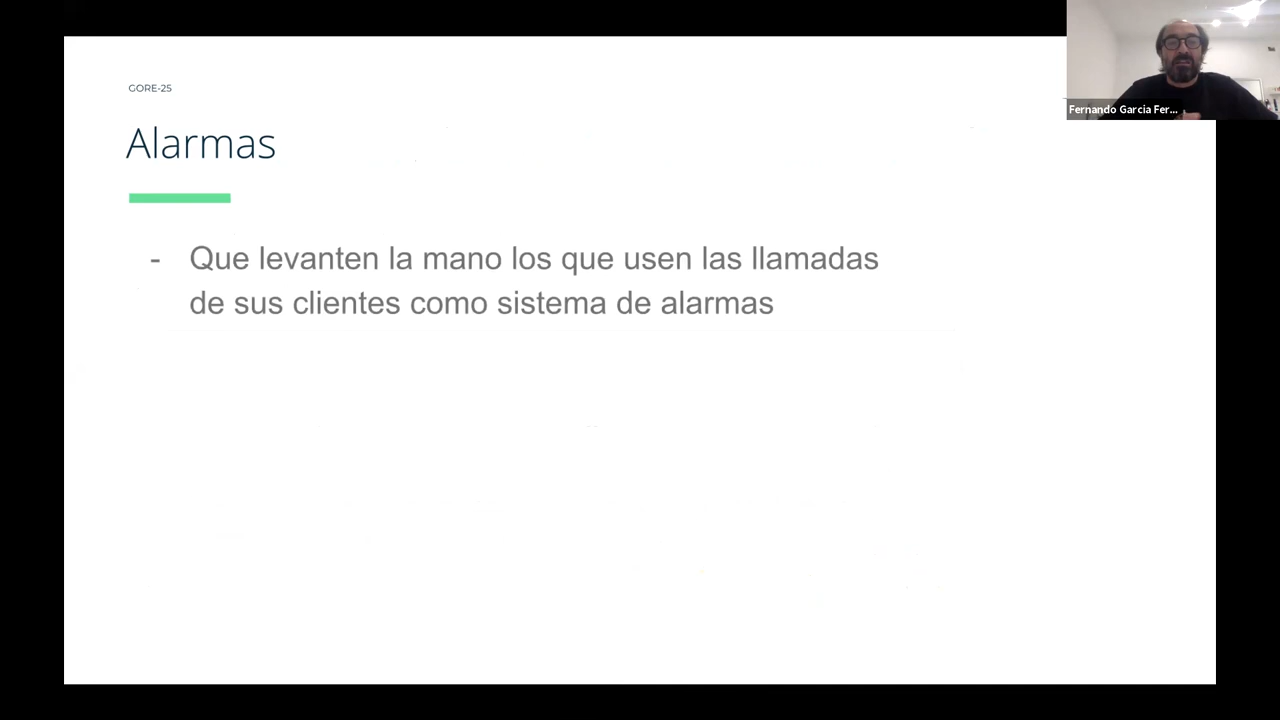 GORE-25
Alarmas
- Que levanten la mano los que usen las llamadas
de sus clientes como sistema de alarmas
Fernando Garcia Fer...